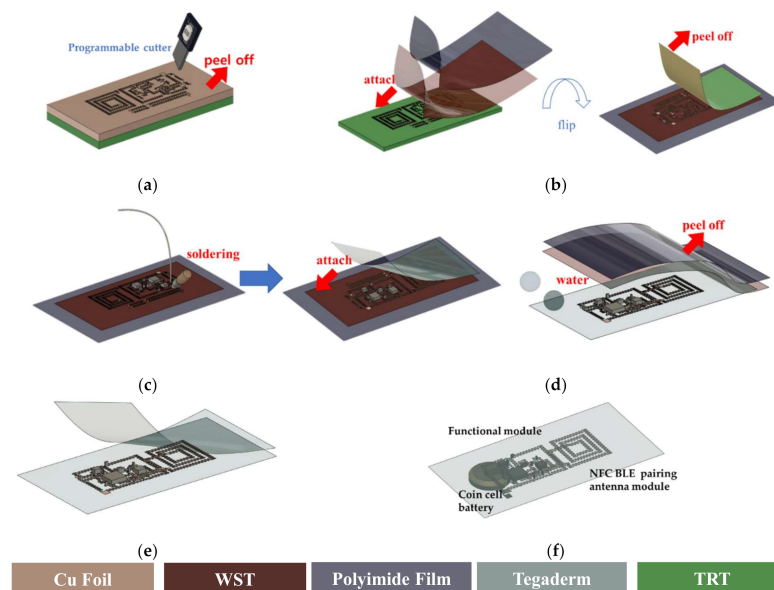 Programmable cutter
peel off
(a)
attacl
flip
peel off
(b)
soldering
attach
(c)
peel off
water
(d)
(e)
Functional module
NFC BLE pairing
antenna module
Coin cell
battery
(f)
Cu Foil
WST
Polyimide Film
Tegaderm
TRT